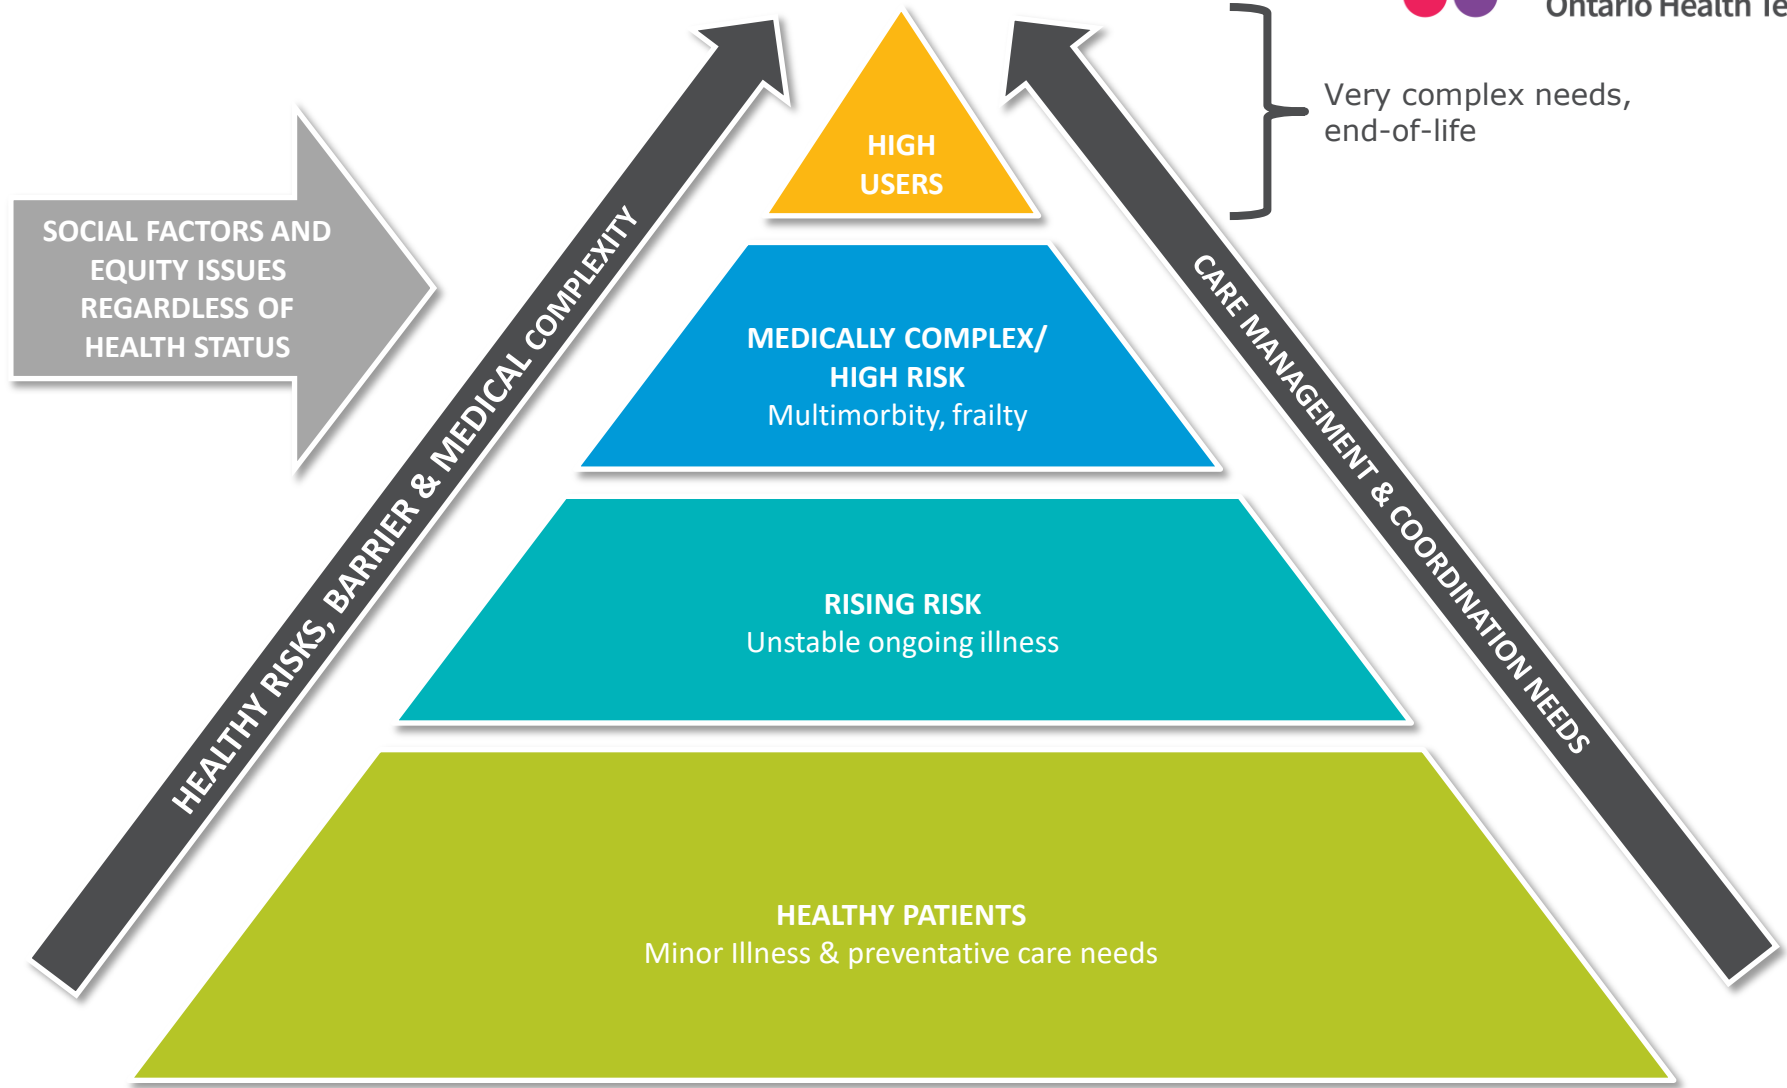 Ontario Health Te
Very complex needs,
end-of-life
HIGH
USERS
SOCIAL FACTORS AND
EQUITY ISSUES
REGARDLESS OF
HEALTH STATUS
HEALTHY RISKS, BARRIER & MEDICAL COMPLEXITY
CARE MANAGEMENT & COORDINATION NEEDS
MEDICALLY COMPLEX/
HIGH RISK
Multimorbity, frailty
RISING RISK
Unstable ongoing illness
HEALTHY PATIENTS
Minor Illness & preventative care needs